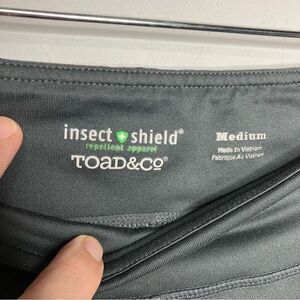 insect shield®
repellent apparel
TOAD&CO®
Medium
Made in Vietnam
Fabriqué Au Vietnam